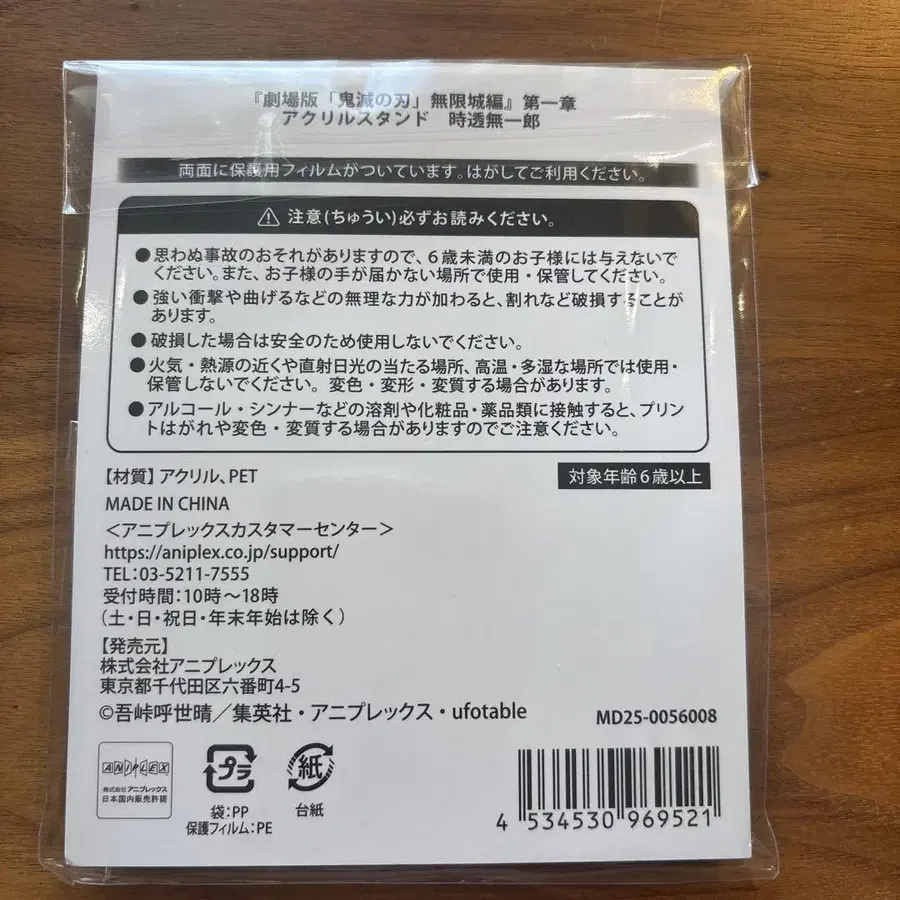 『劇場版「鬼滅の刃」無限城編』第一章
アクリルスタンド 時透無一郎
両面に保護用フィルムがついています。はがしてご利用ください。
⚠ 注意(ちゅうい)必ずお読みください。
●思わぬ事故のおそれがありますので、6歳未満のお子様には与えないで
ください。また、お子様の手が届かない場所で使用・保管してください。
●強い衝撃や曲げるなどの無理な力が加わると、割れなど破損することが
あります。
●破損した場合は安全のため使用しないでください。
●火気・熱源の近くや直射日光の当たる場所、高温・多湿な場所では使用・
保管しないでください。変色・変形・変質する場合があります。
●アルコール・シンナーなどの溶剤や化粧品・薬品類に接触すると、プリン
トはがれや変色・変質する場合がありますのでご注意ください。
【材質】アクリル、PET
対象年齢6歳以上
MADE IN CHINA
＜アニプレックスカスタマーセンター＞
https://aniplex.co.jp/support/
TEL:03-5211-7555
受付時間:10時～18時
(土・日・祝日・年末年始は除く)
【発売元】
株式会社アニプレックス
東京都千代田区六番町4-5
©吾峠呼世晴／集英社・アニプレックス・ufotable
MD25-0056008
ANIPLEX
株式会社アニプレックス
日本国内販売許諾
プラ
袋:PP
保護フィルム:PE
紙
台紙
4 534530 969521